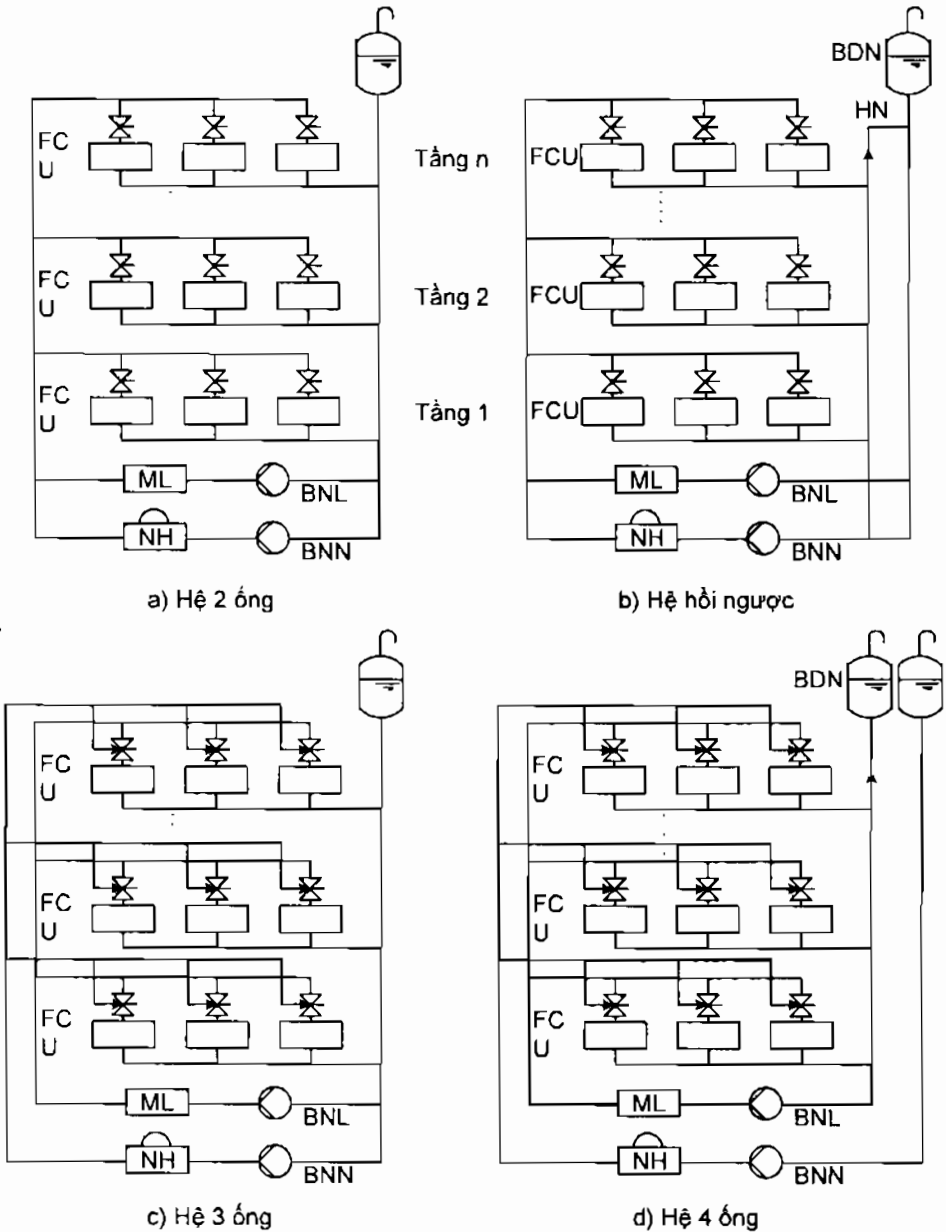 BDN
HN
FC
U
Tầng n
FCU
FC
U
Tầng 2
FCU
FC
U
Tầng 1
FCU
ML
BNL
ML
BNL
NH
BNN
NH
BNN
a) Hệ 2 ống
b) Hệ hồi ngược
BDN
FC
U
FC
U
FC
U
FC
U
FC
U
FC
U
ML
BNL
ML
BNL
NH
BNN
NH
BNN
c) Hệ 3 ống
d) Hệ 4 ống